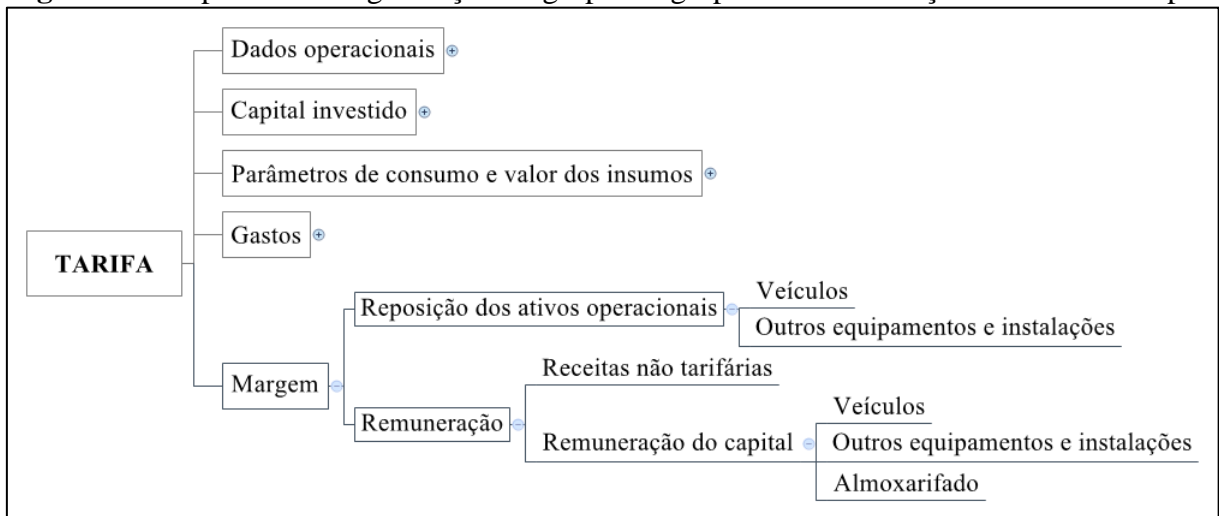 Dados operacionais
Capital investido
Parâmetros de consumo e valor dos insumos
Gastos
TARIFA
Veículos
Reposição dos ativos operacionais
Outros equipamentos e instalações
Receitas não tarifárias
Margem
Veículos
Remuneração
Remuneração do capital
Outros equipamentos e instalações
Almoxarifado